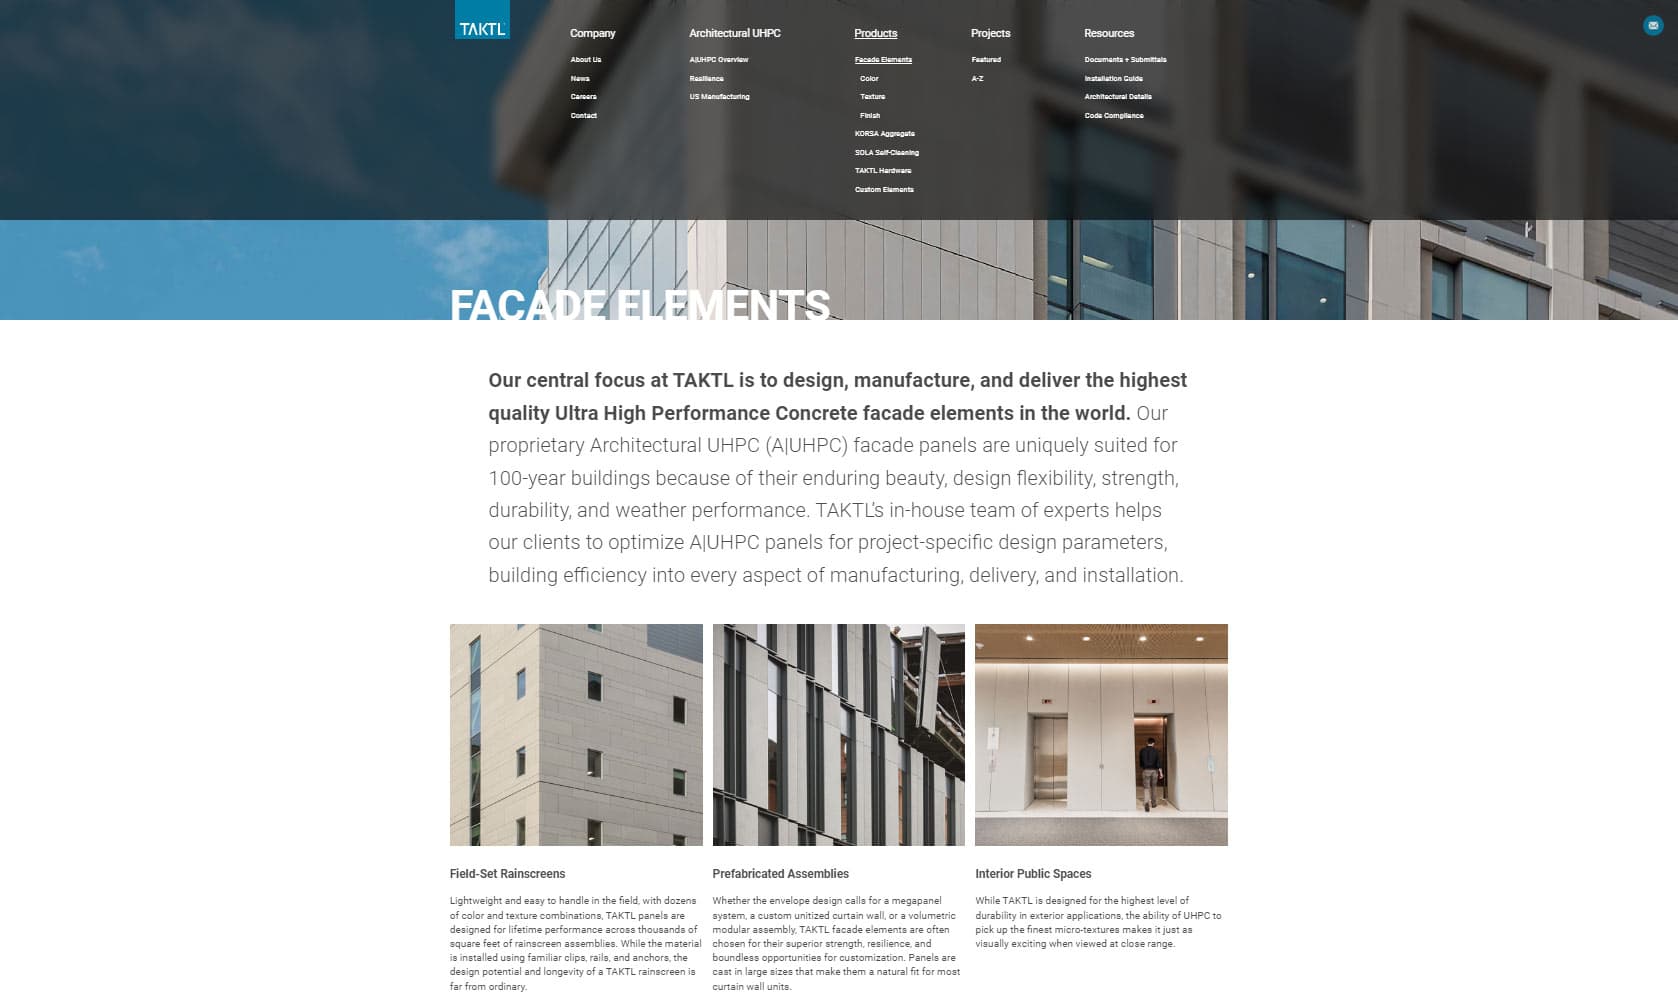 TAKTL
Company
About Us
News
Careers
Contact
Architectural UHPC
A|UHPC Overview
Resilience
US Manufacturing
Products
Facade Elements
Color
Texture
Finish
KORSA Aggregate
SOLA Self-Cleaning
TAKTL Hardware
Custom Elements
Projects
Featured
A-Z
Resources
Documents + Submittals
Installation Guide
Architectural Details
Code Compliance
FACADE ELEMENTS
Our central focus at TAKTL is to design, manufacture, and deliver the highest
quality Ultra High Performance Concrete facade elements in the world. Our
proprietary Architectural UHPC (A|UHPC) facade panels are uniquely suited for
100-year buildings because of their enduring beauty, design flexibility, strength,
durability, and weather performance. TAKTL’s in-house team of experts helps
our clients to optimize A|UHPC panels for project-specific design parameters,
building efficiency into every aspect of manufacturing, delivery, and installation.
Field-Set Rainscreens
Lightweight and easy to handle in the field, with dozens
of color and texture combinations, TAKTL panels are
designed for lifetime performance across thousands of
square feet of rainscreen assemblies. While the material
is installed using familiar clips, rails, and anchors, the
design potential and longevity of a TAKTL rainscreen is
far from ordinary.
Prefabricated Assemblies
Whether the envelope design calls for a megapanel
system, a custom unitized curtain wall, or a volumetric
modular assembly, TAKTL facade elements are often
chosen for their superior strength, resilience, and
boundless opportunities for customization. Panels are
cast in large sizes that make them a natural fit for most
curtain wall units.
Interior Public Spaces
While TAKTL is designed for the highest level of
durability in exterior applications, the ability of UHPC to
pick up the finest micro-textures makes it just as
visually exciting when viewed at close range.